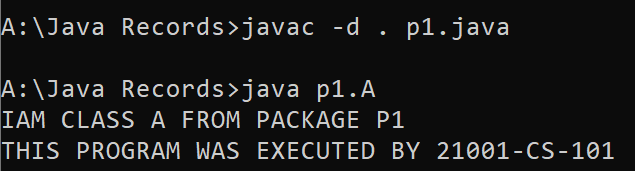 A:\Java Records>javac -d . p1.java
A:\Java Records>java p1.A
IAM CLASS A FROM PACKAGE P1
THIS PROGRAM WAS EXECUTED BY 21001-CS-101